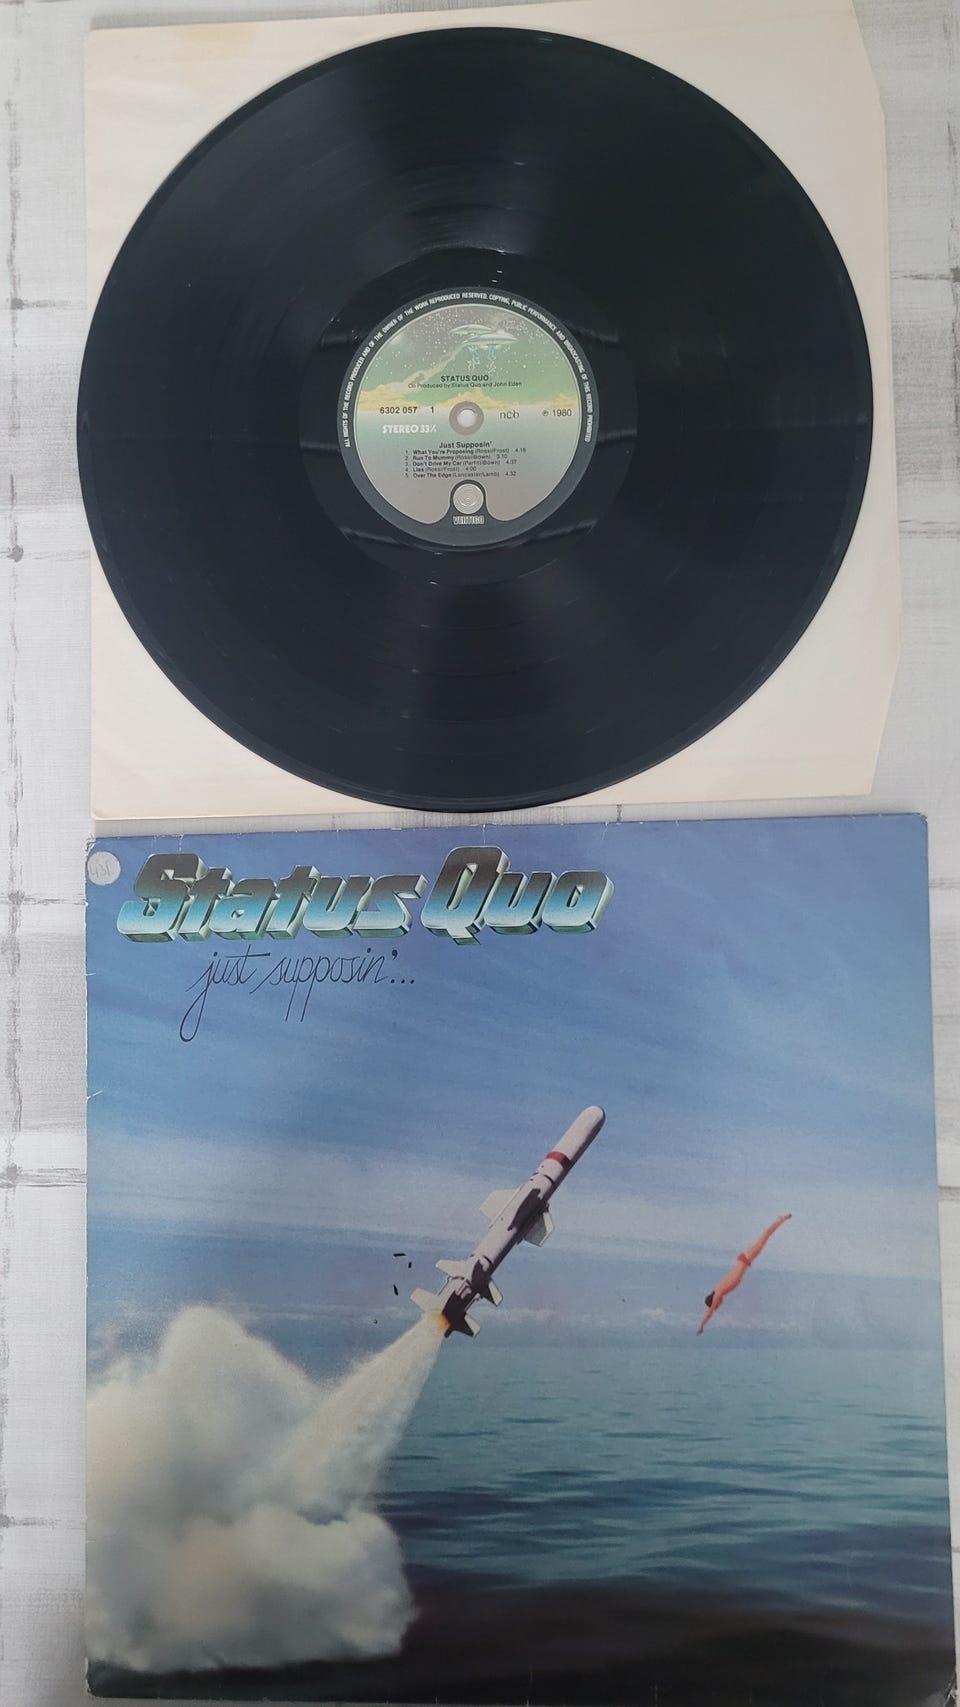 ALL RIGHTS OF THE RECORD PRODUCER AND OF THE OWNER OF THE WORK REPRODUCED RESERVED. COPYING, PUBLIC PERFORMANCE AND BROADCASTING OF THIS RECORD PROHIBITED
STATUS QUO
Co Produced by Status Quo and John Eden
6302 057 1 ncb ℗ 1980
STEREO 33⅓
Just Supposin'
1. What You're Proposing (Rossi/Frost) 4.16
2. Run To Mummy (Rossi/Bown) 3.10
3. Don't Drive My Car (Parfitt/Bown) 4.37
4. Lies (Rossi/Frost) 4.00
5. Over The Edge (Lancaster/Lamb) 4.32
VERTIGO
Status Quo
just supposin'...